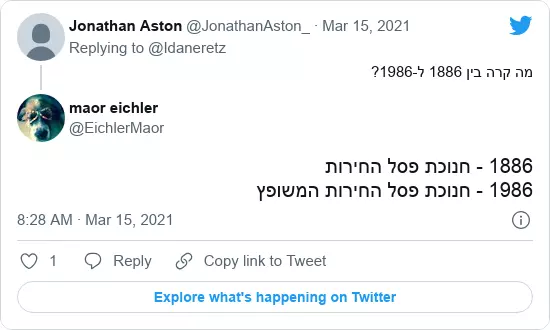 Jonathan Aston @JonathanAston_ · Mar 15, 2021
Replying to @Idaneretz
מה קרה בין 1886 ל-1986?
maor eichler
@EichlerMaor
1886 - חנוכת פסל החירות
1986 - חנוכת פסל החירות המשופץ
8:28 AM · Mar 15, 2021
1 Reply Copy link to Tweet
Explore what's happening on Twitter